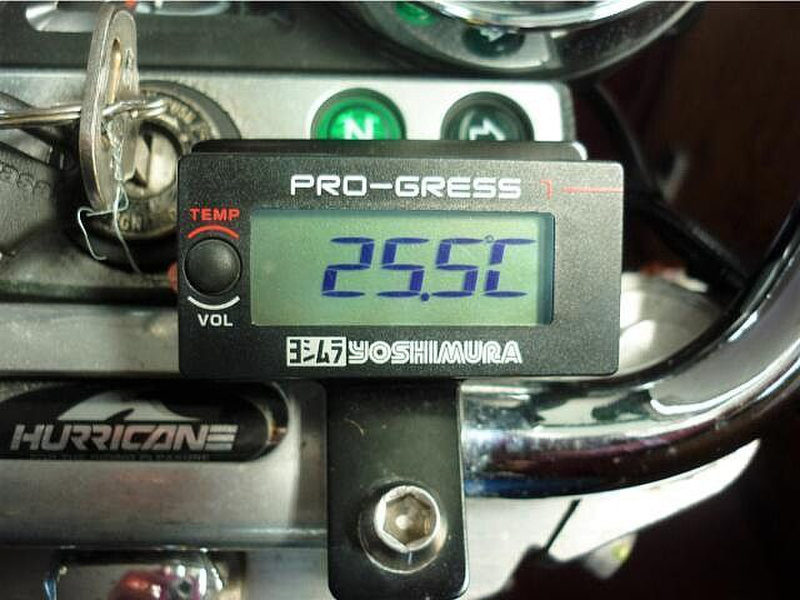 N
PRO-GRESS 1
TEMP
25.5°C
VOL
ヨシムラ YOSHIMURA
HURRICANE